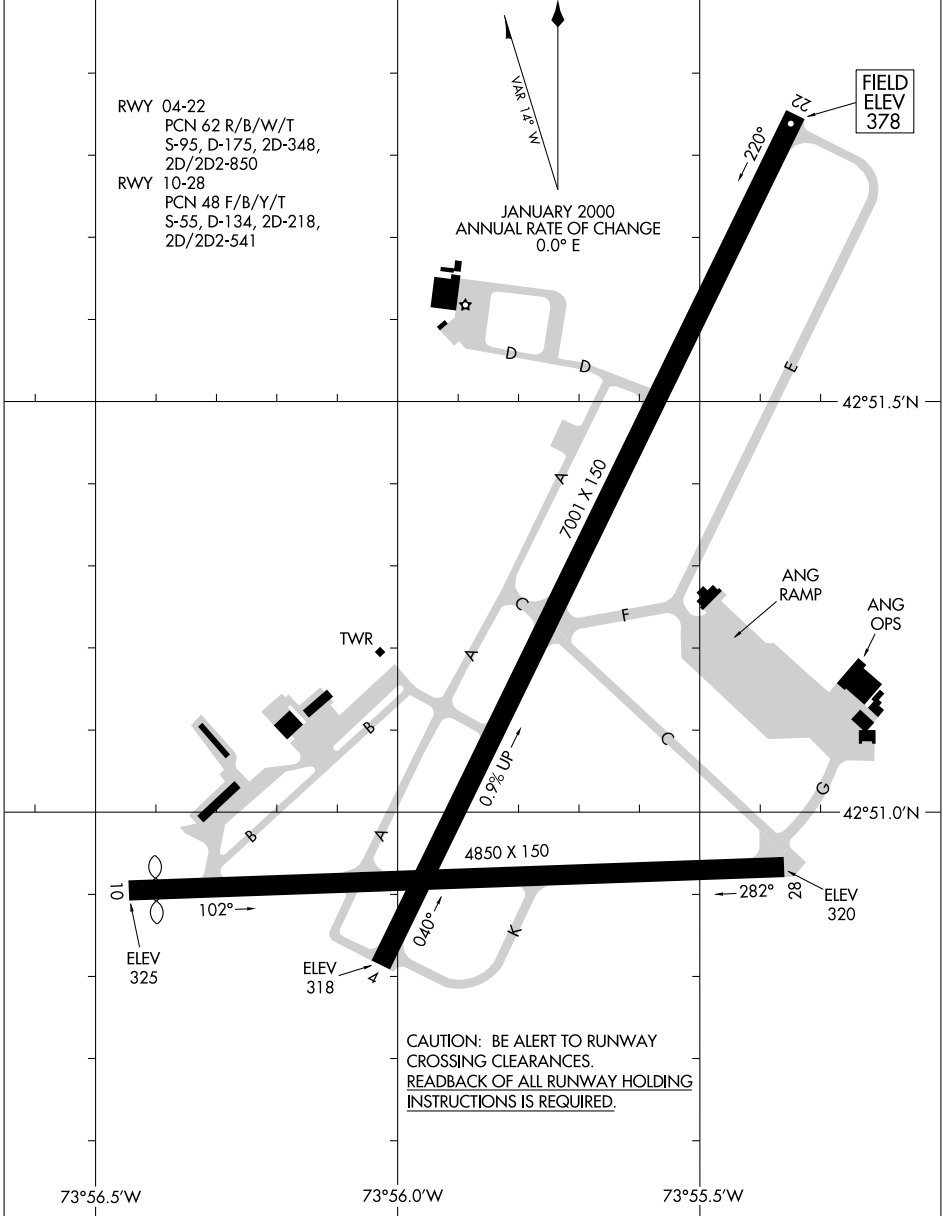 RWY 04-22
PCN 62 R/B/W/T
S-95, D-175, 2D-348,
2D/2D2-850
RWY 10-28
PCN 48 F/B/Y/T
S-55, D-134, 2D-218,
2D/2D2-541
VAR 14° W
JANUARY 2000
ANNUAL RATE OF CHANGE
0.0° E
FIELD
ELEV
378
22
220°
D
D
E
42°51.5'N
A
7001 X 150
ANG
RAMP
ANG
OPS
C
F
TWR
A
B
C
0.9% UP
G
42°51.0'N
B
A
4850 X 150
10
102°
282°
28
ELEV
320
040°
K
ELEV
325
ELEV
318
4
CAUTION: BE ALERT TO RUNWAY
CROSSING CLEARANCES.
READBACK OF ALL RUNWAY HOLDING
INSTRUCTIONS IS REQUIRED.
73°56.5'W
73°56.0'W
73°55.5'W